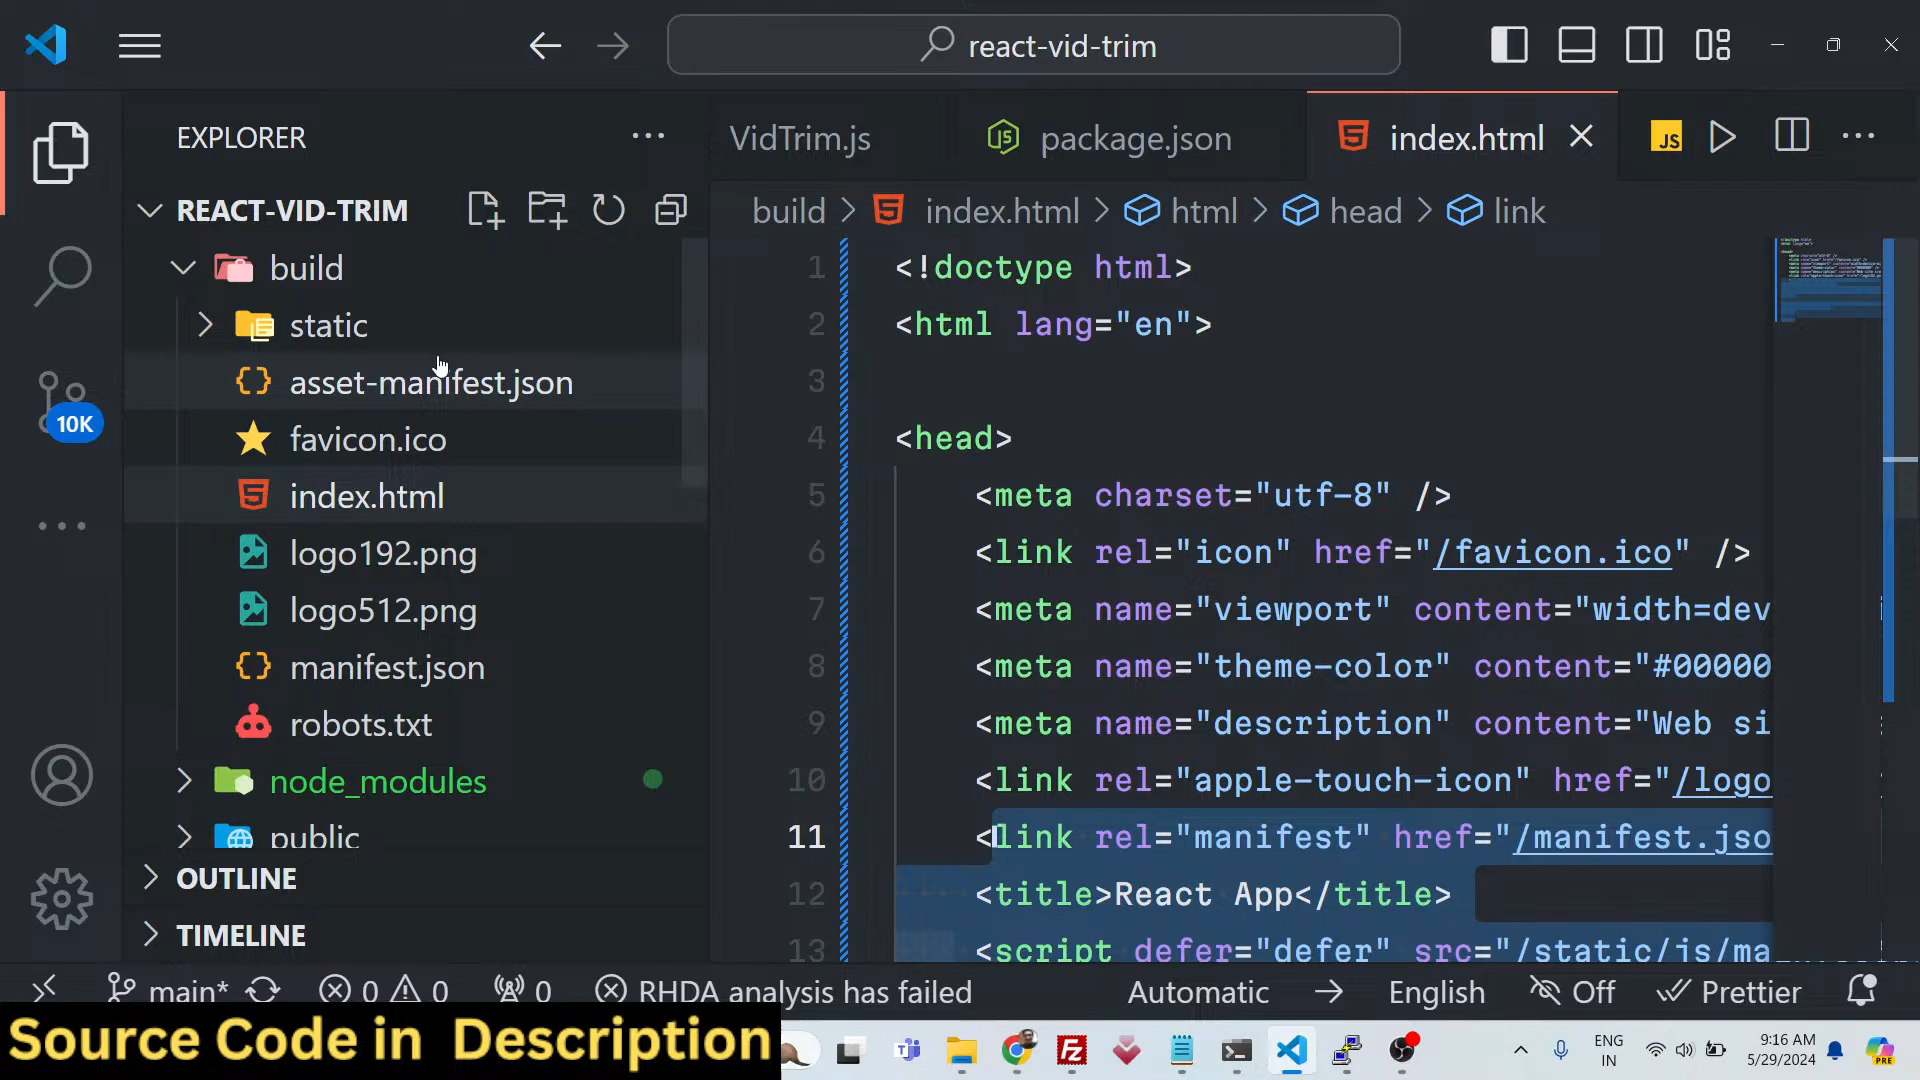 react-vid-trim
EXPLORER
VidTrim.js
package.json
index.html
JS
REACT-VID-TRIM
build
index.html
html
head
link
build
static
asset-manifest.json
favicon.ico
index.html
logo192.png
logo512.png
manifest.json
robots.txt
node_modules
public
OUTLINE
TIMELINE
10K
1 <!doctype html>
2 <html lang="en">
3
4 <head>
5 <meta charset="utf-8" />
6 <link rel="icon" href="/favicon.ico" />
7 <meta name="viewport" content="width=dev
8 <meta name="theme-color" content="#00000
9 <meta name="description" content="Web si
10 <link rel="apple-touch-icon" href="/logo
11 <link rel="manifest" href="/manifest.jso
12 <title>React App</title>
13 <script defer="defer" src="/static/js/ma
main* 0 0 0 RHDA analysis has failed Automatic English Off Prettier
Source Code in Description
ENG
IN
9:16 AM
5/29/2024
PRE